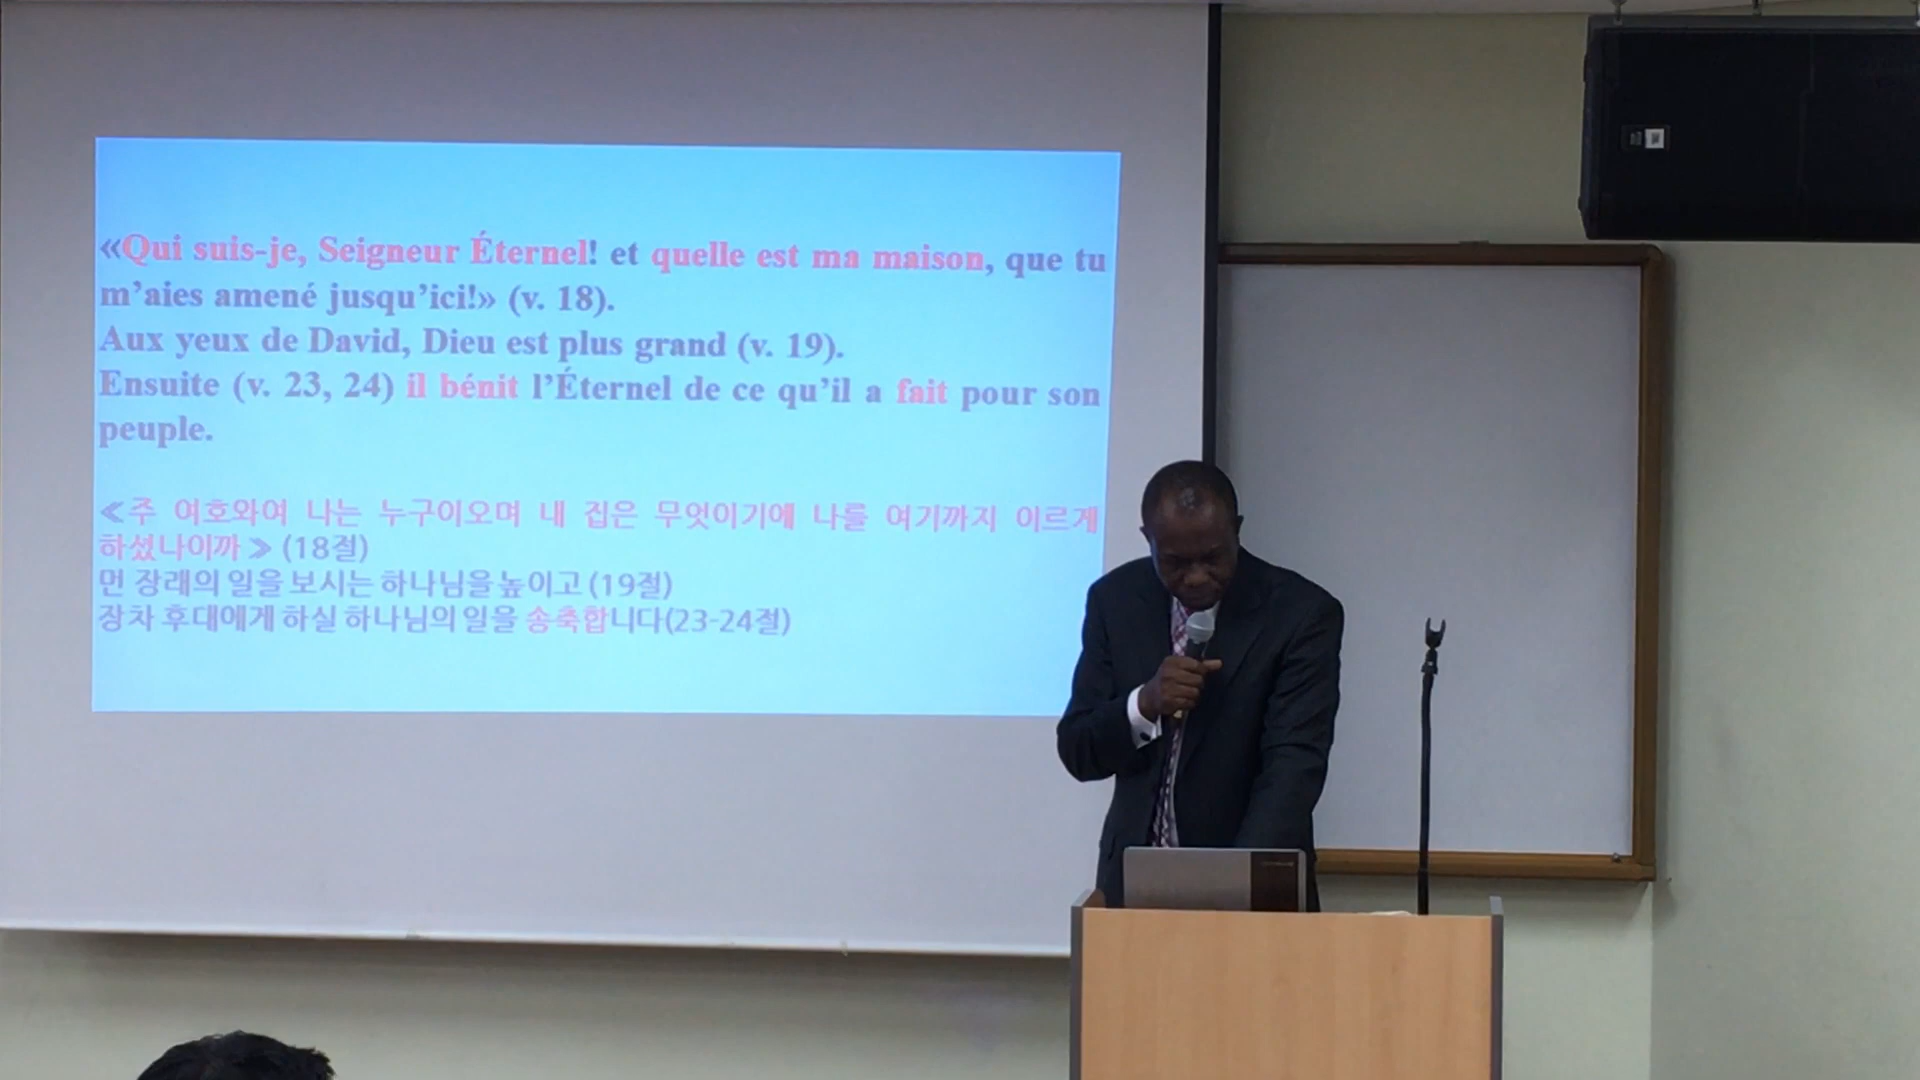 «Qui suis-je, Seigneur Éternel! et quelle est ma maison, que tu
m’aies amené jusqu’ici!» (v. 18).
Aux yeux de David, Dieu est plus grand (v. 19).
Ensuite (v. 23, 24) il bénit l’Éternel de ce qu’il a fait pour son
peuple.
≪주 여호와여 나는 누구이오며 내 집은 무엇이기에 나를 여기까지 이르게
하셨나이까≫ (18절)
먼 장래의 일을 보시는 하나님을 높이고 (19절)
장차 후대에게 하실 하나님의 일을 송축합니다(23-24절)